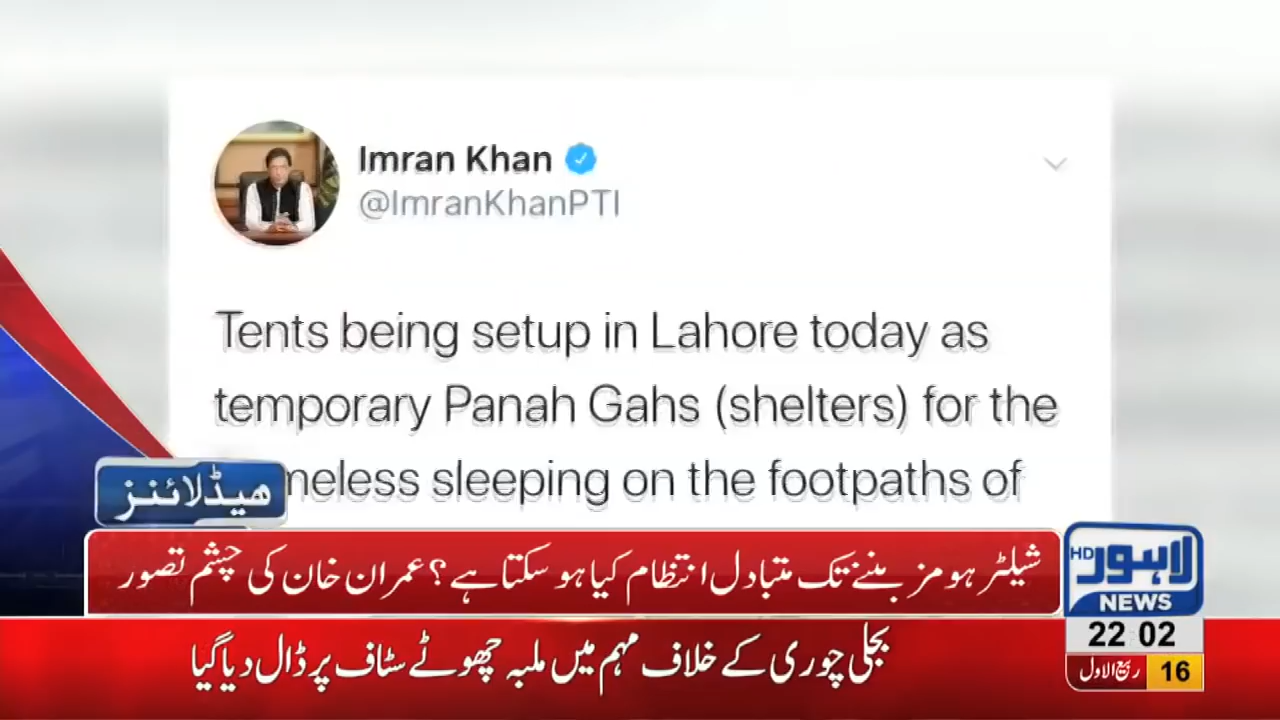 Imran Khan
@ImranKhanPTI
Tents being setup in Lahore today as
temporary Panah Gahs (shelters) for the
meless sleeping on the footpaths of
ہیڈلائنز
شیلٹر ہومز بننے تک متبادل انتظام کیا ہو سکتا ہے؟ عمران خان کی چشم تصور
لاہور HD
NEWS
22:02
16 ربیع الاول
بجلی چوری کے خلاف مہم میں ملبہ چھوٹے سٹاف پر ڈال دیا گیا